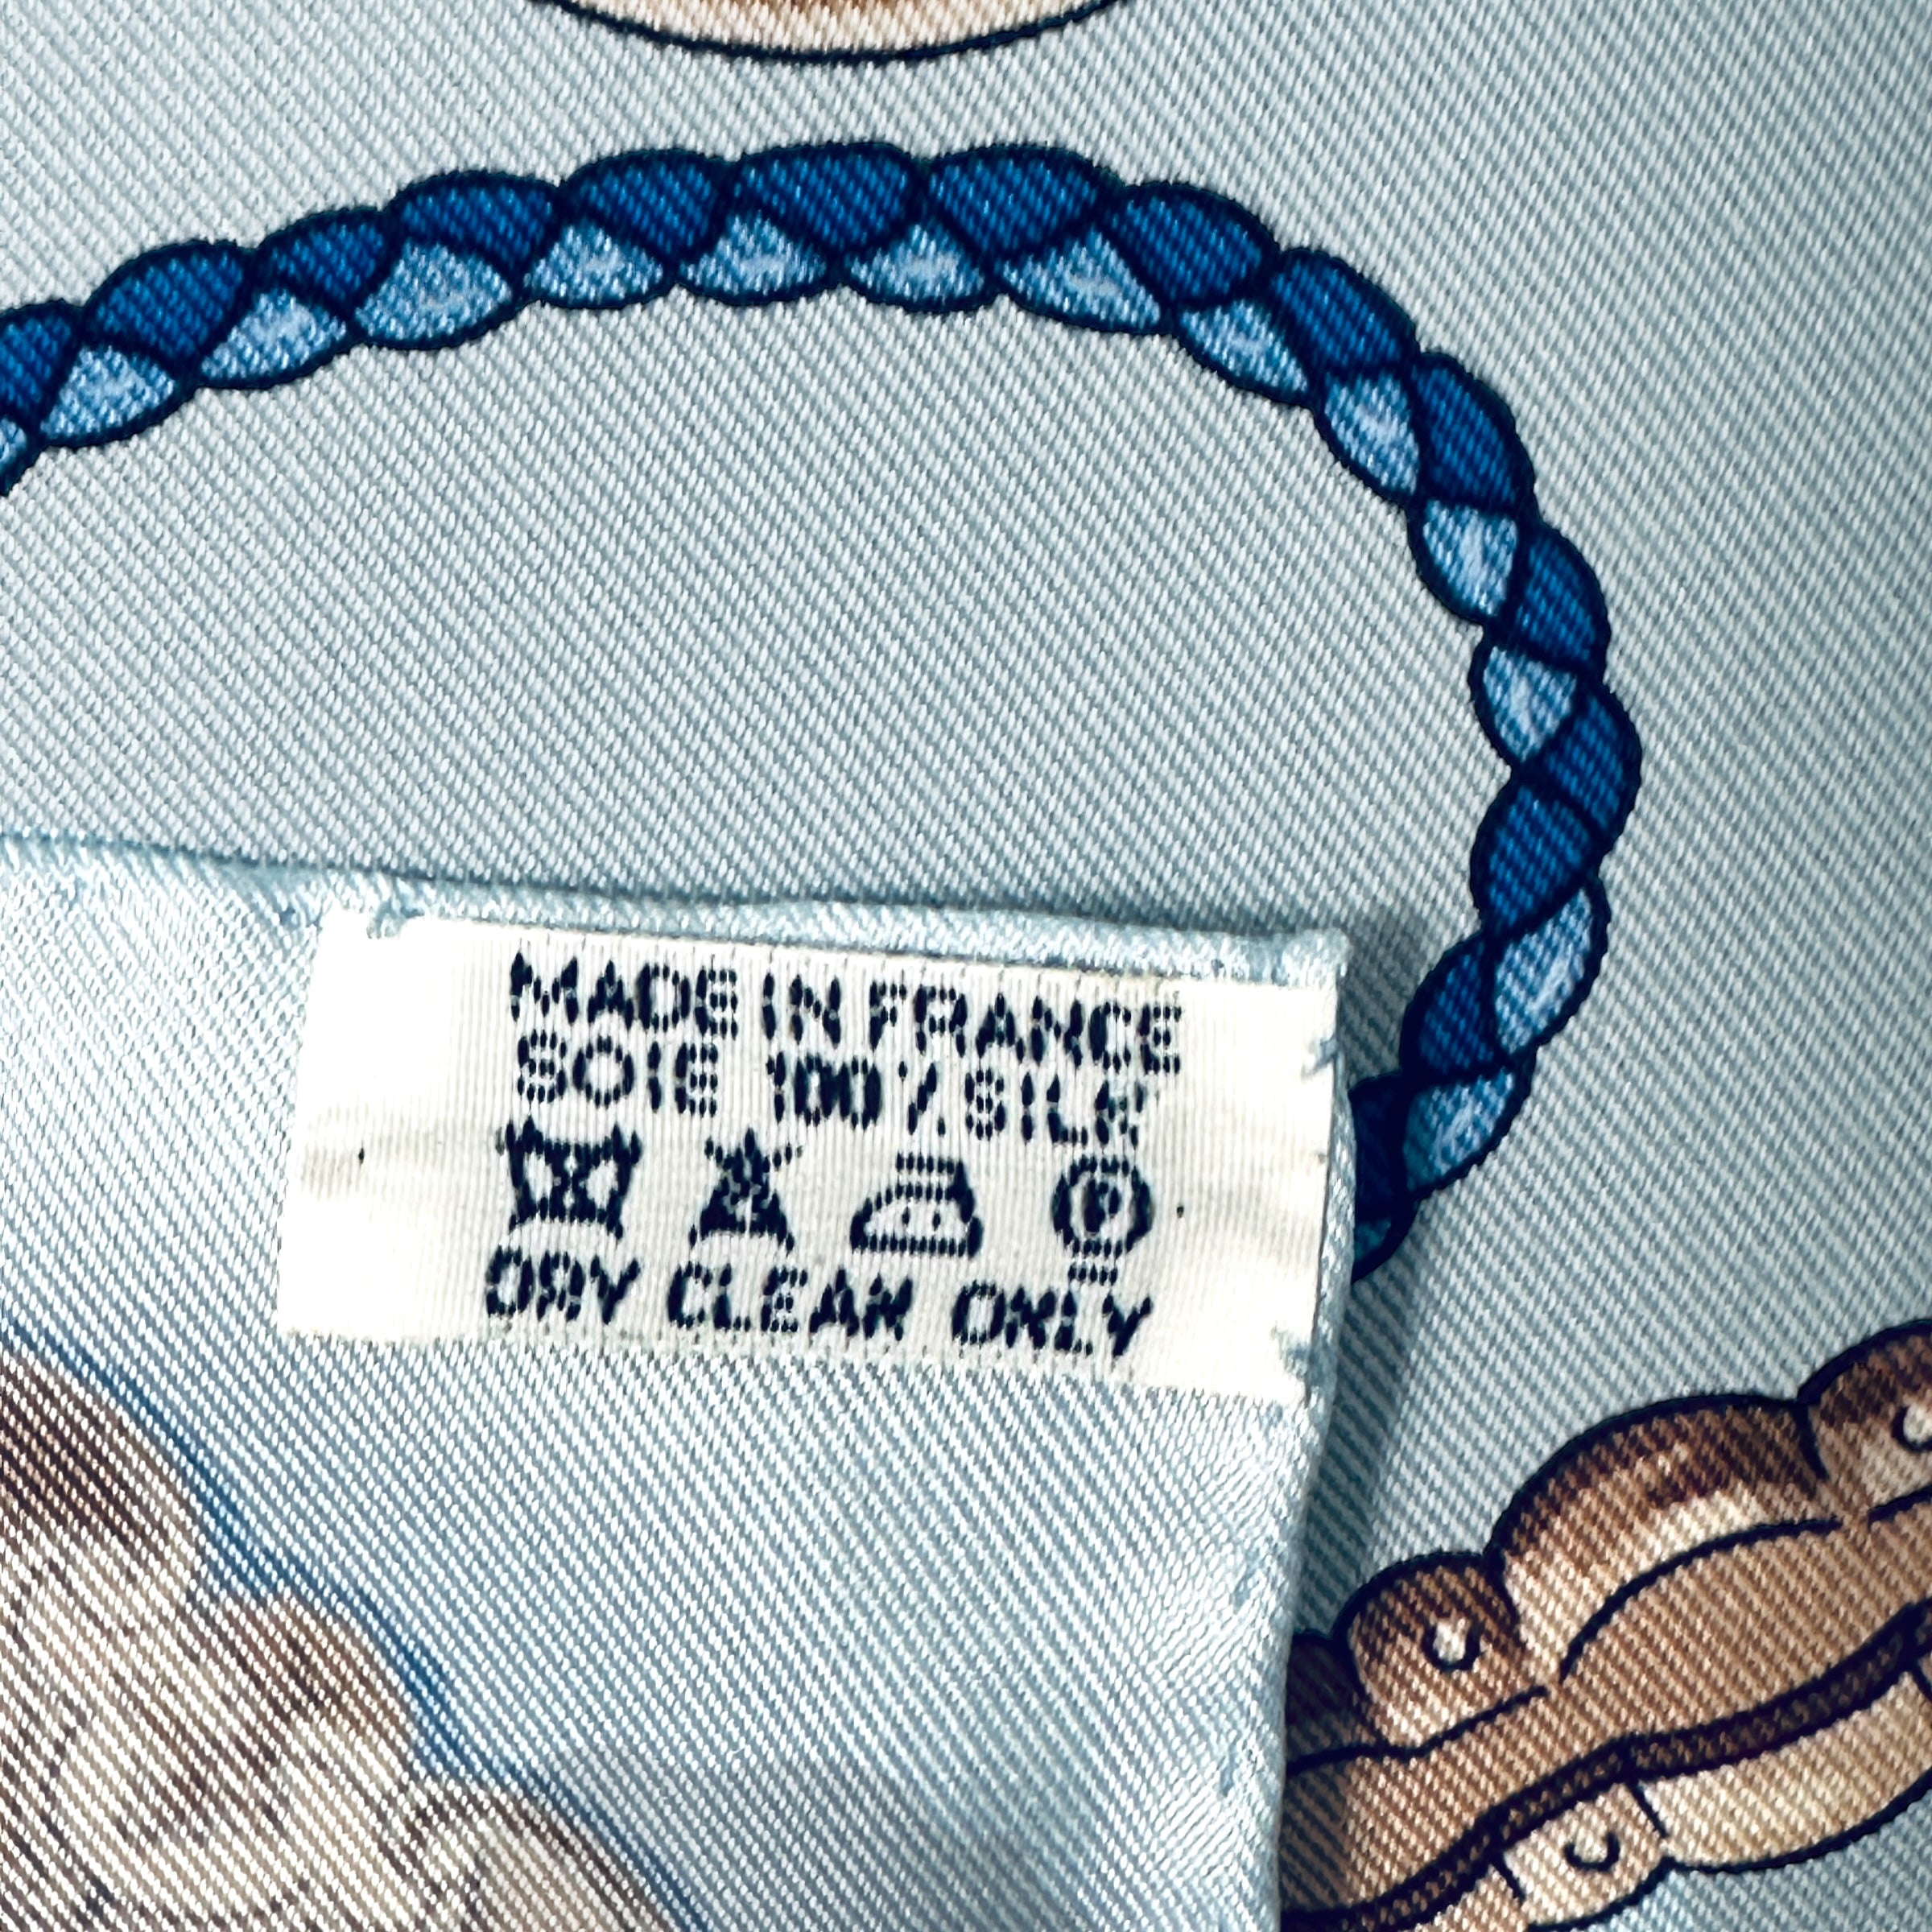 MADE IN FRANCE
SOIE 100% SILK
P
DRY CLEAN ONLY